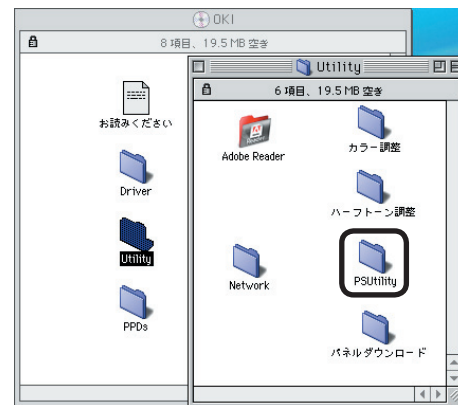 OKI
8 項目、19.5 MB 空き
お読みください
Driver
Utility
PPDs
Utility
6 項目、19.5 MB 空き
Adobe Reader
カラー調整
ハーフトーン調整
Network
PSUtility
パネルダウンロード